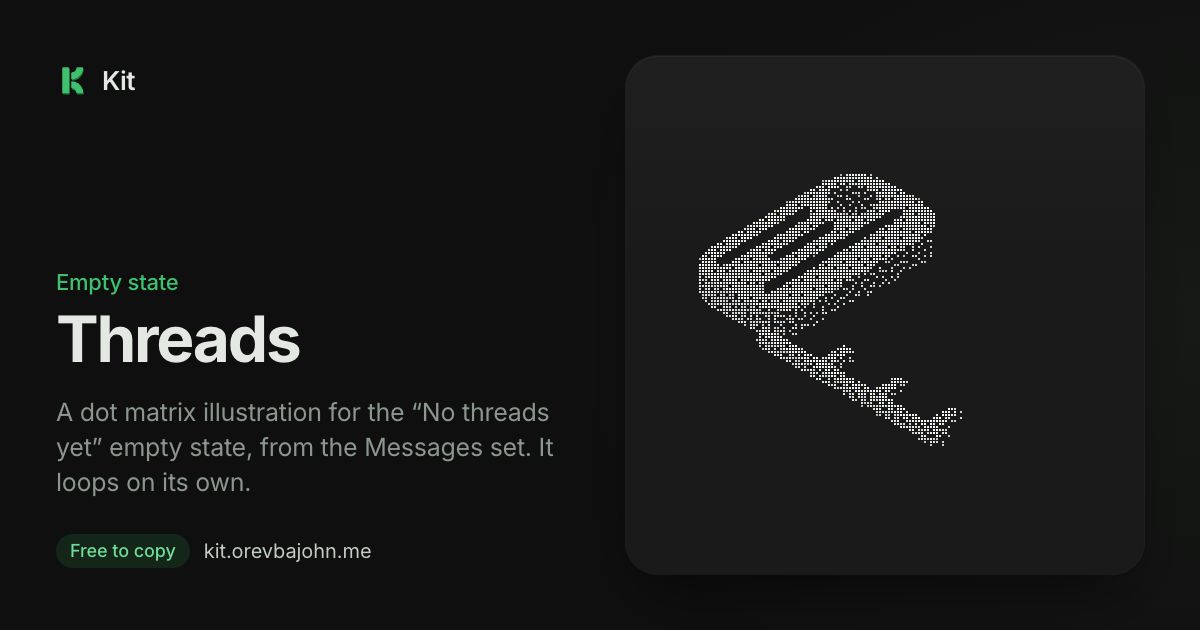 Kit
Empty state
Threads
A dot matrix illustration for the “No threads
yet” empty state, from the Messages set. It
loops on its own.
Free to copy
kit.orevbajohn.me